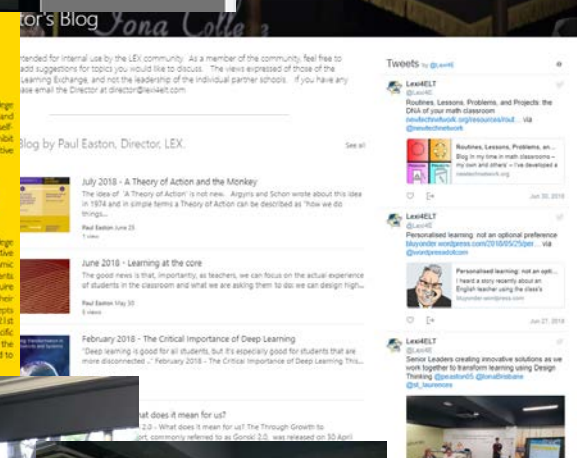 tor's Blog
Iona College
ntended for internal use by the LEX community. As a member of the community, feel free to
add suggestions for topics you would like to discuss. The views expressed of those of the
Learning Exchange, and not the leadership of the individual partner schools. If you have any
ase email the Director at director@lexi4elt.com
Blog by Paul Easton, Director, LEX.
See all
July 2018 - A Theory of Action and the Monkey
The idea of 'A Theory of Action' is not new. Argyris and Schon wrote about this idea
in 1974 and in simple terms a Theory of Action can be described as "how we do
things...
Paul Easton June 25
1 view
June 2018 - Learning at the core
The good news is that, importantly, as teachers, we can focus on the actual experience
of students in the classroom and what we are asking them to do: we can design high...
Paul Easton May 30
February 2018 - The Critical Importance of Deep Learning
"Deep learning is good for all students, but it's especially good for students that are
more disconnected .." February 2018 - The Critical Importance of Deep Learning This...
hat does it mean for us?
2.0 - What does it mean for us? The Through Growth to
ort, commonly referred to as Gonski 2.0, was released on 30 April
Tweets by @Lexi4E
Lexi4ELT
@Lexi4E
Routines, Lessons, Problems, and Projects: the
DNA of your math classroom
newtechnetwork.org/resources/rout... via
@newtechnetwork
Routines, Lessons, Problems, an...
Blog in my time in math classrooms –
my own and others' – I've developed a
newtechnetwork.org
Jun 30, 2018
Lexi4ELT
@Lexi4E
Personalised learning: not an optional preference
bluyonder.wordpress.com/2018/05/25/per... via
@wordpressdotcom
Personalised learning: not an opti...
I heard a story recently about an
English teacher using the class's
bluyonder.wordpress.com
Jun 27, 2018
Lexi4ELT
@Lexi4E
Senior Leaders creating innovative solutions as we
work together to transform learning using Design
Thinking @peaston05 @IonaBrisbane
@st_laurences